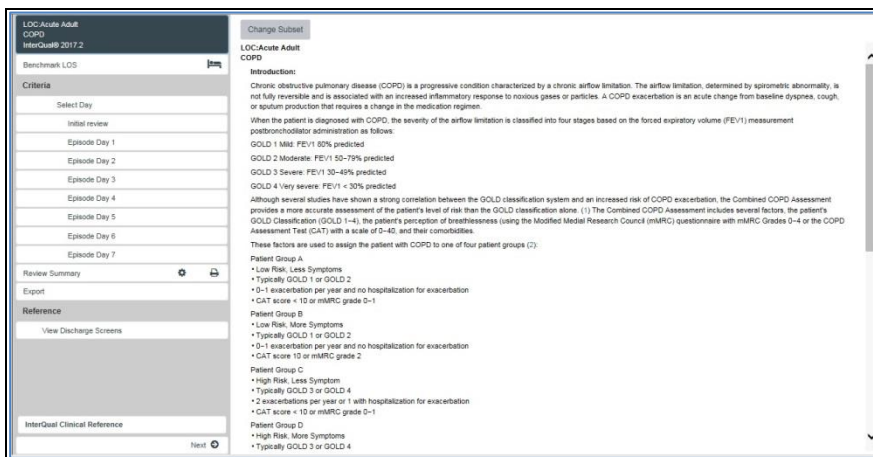 LOC:Acute Adult
COPD
InterQual® 2017.2
Benchmark LOS
Criteria
Select Day
Initial review
Episode Day 1
Episode Day 2
Episode Day 3
Episode Day 4
Episode Day 5
Episode Day 6
Episode Day 7
Review Summary
Export
Reference
View Discharge Screens
InterQual Clinical Reference
Next
Change Subset
LOC:Acute Adult
COPD
Introduction:
Chronic obstructive pulmonary disease (COPD) is a progressive condition characterized by a chronic airflow limitation. The airflow limitation, determined by spirometric abnormality, is
not fully reversible and is associated with an increased inflammatory response to noxious gases or particles. A COPD exacerbation is an acute change from baseline dyspnea, cough,
or sputum production that requires a change in the medication regimen.
When the patient is diagnosed with COPD, the severity of the airflow limitation is classified into four stages based on the forced expiratory volume (FEV1) measurement
postbronchodilator administration as follows:
GOLD 1 Mild: FEV1 80% predicted
GOLD 2 Moderate: FEV1 50–79% predicted
GOLD 3 Severe: FEV1 30–49% predicted
GOLD 4 Very severe: FEV1 < 30% predicted
Although several studies have shown a strong correlation between the GOLD classification system and an increased risk of COPD exacerbation, the Combined COPD Assessment
provides a more accurate assessment of the patient's level of risk than the GOLD classification alone. (1) The Combined COPD Assessment includes several factors, the patient's
GOLD Classification (GOLD 1–4), the patient's perception of breathlessness (using the Modified Medial Research Council (mMRC) questionnaire with mMRC Grades 0–4 or the COPD
Assessment Test (CAT) with a scale of 0–40, and their comorbidities.
These factors are used to assign the patient with COPD to one of four patient groups (2):
Patient Group A
• Low Risk, Less Symptoms
• Typically GOLD 1 or GOLD 2
• 0–1 exacerbation per year and no hospitalization for exacerbation
• CAT score < 10 or mMRC grade 0–1
Patient Group B
• Low Risk, More Symptoms
• Typically GOLD 1 or GOLD 2
• 0–1 exacerbation per year and no hospitalization for exacerbation
• CAT score 10 or mMRC grade 2
Patient Group C
• High Risk, Less Symptom
• Typically GOLD 3 or GOLD 4
• 2 exacerbations per year or 1 with hospitalization for exacerbation
• CAT score < 10 or mMRC grade 0–1
Patient Group D
• High Risk, More Symptoms
• Typically GOLD 3 or GOLD 4